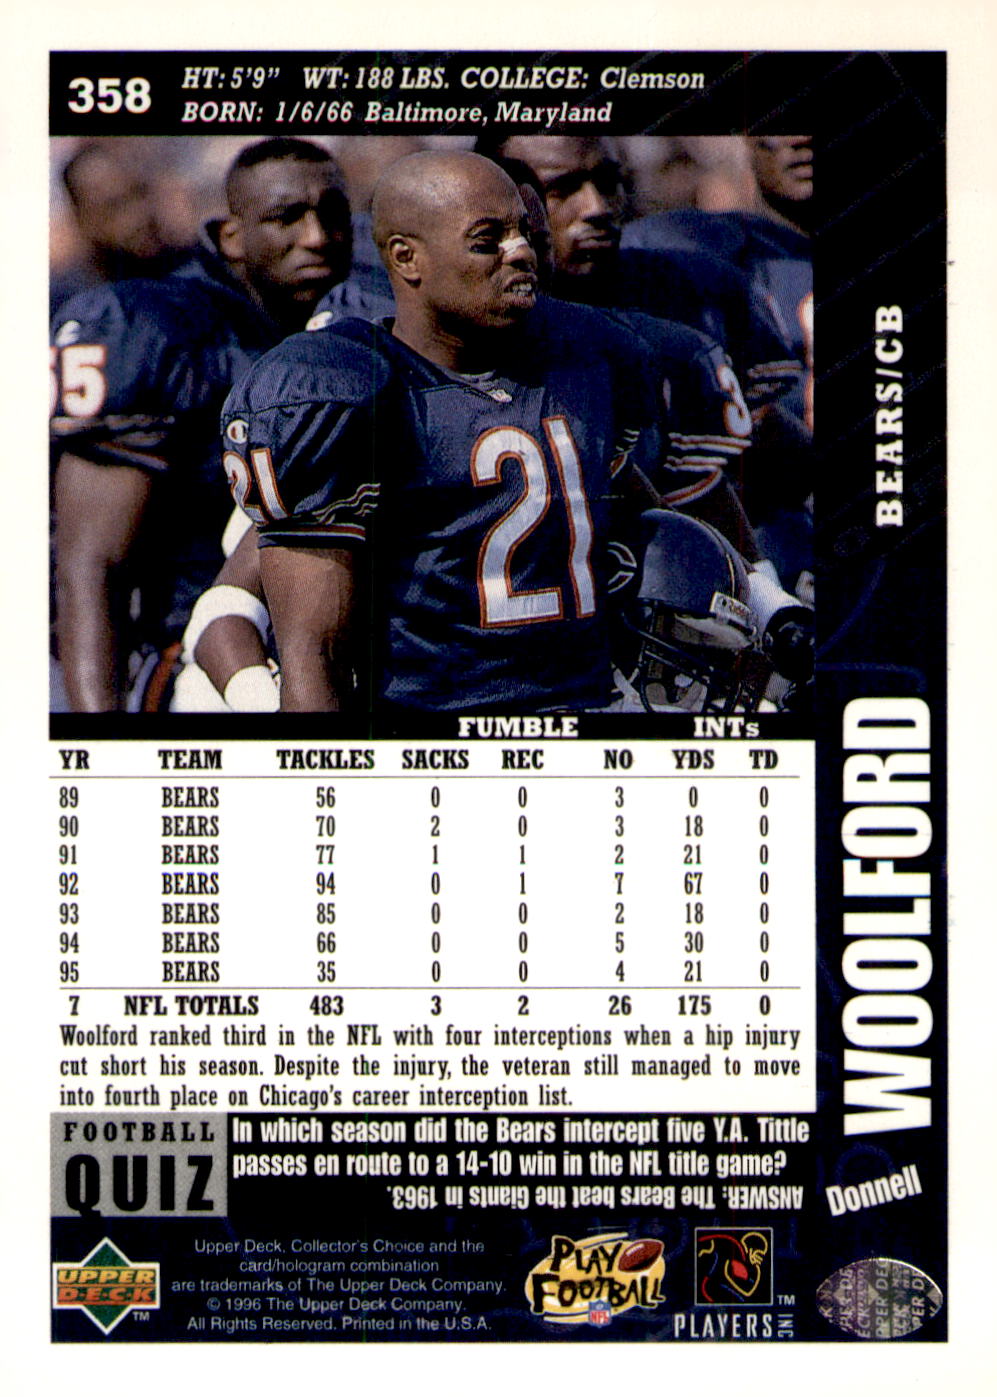 358
HT: 5'9" WT: 188 LBS. COLLEGE: Clemson
BORN: 1/6/66 Baltimore, Maryland
55
21
21
3
BEARS/CB
WOOLFORD
Donnell
FUMBLE INTs
YR TEAM TACKLES SACKS REC NO YDS TD
89 BEARS 56 0 0 3 0 0
90 BEARS 70 2 0 3 18 0
91 BEARS 77 1 1 2 21 0
92 BEARS 94 0 1 7 67 0
93 BEARS 85 0 0 2 18 0
94 BEARS 66 0 0 5 30 0
95 BEARS 35 0 0 4 21 0
7 NFL TOTALS 483 3 2 26 175 0
Woolford ranked third in the NFL with four interceptions when a hip injury
cut short his season. Despite the injury, the veteran still managed to move
into fourth place on Chicago's career interception list.
FOOTBALL
QUIZ
In which season did the Bears intercept five Y.A. Tittle
passes en route to a 14-10 win in the NFL title game?
ANSWER: The Bears beat the Giants in 1963.
UPPER
DECK
TM
Upper Deck, Collector's Choice and the
card/hologram combination
are trademarks of The Upper Deck Company.
© 1996 The Upper Deck Company.
All Rights Reserved. Printed in the U.S.A.
PLAY
FOOTBALL
NFL
TM
PLAYERS INC